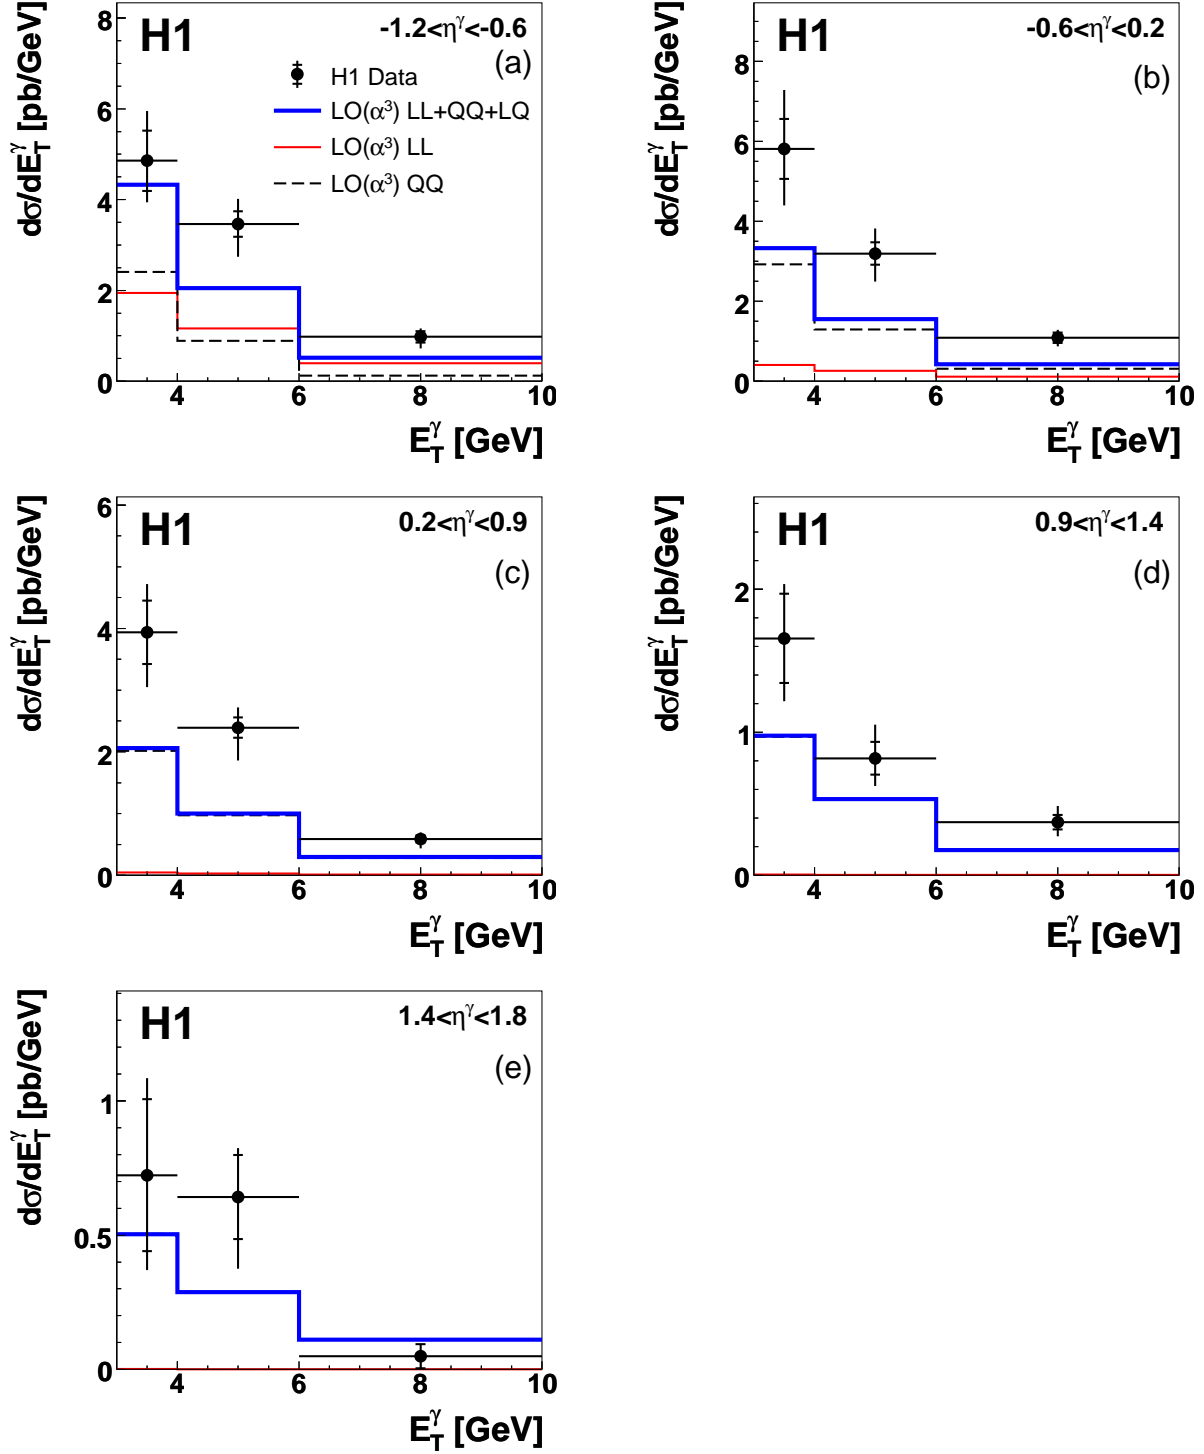 H1
-1.2<η^γ<-0.6
(a)
H1 Data
LO(α³) LL+QQ+LQ
LO(α³) LL
LO(α³) QQ
dσ/dE_T^γ [pb/GeV]
8
6
4
2
0
4 6 8 10
E_T^γ [GeV]
H1
-0.6<η^γ<0.2
(b)
dσ/dE_T^γ [pb/GeV]
8
6
4
2
0
4 6 8 10
E_T^γ [GeV]
H1
0.2<η^γ<0.9
(c)
dσ/dE_T^γ [pb/GeV]
6
4
2
0
4 6 8 10
E_T^γ [GeV]
H1
0.9<η^γ<1.4
(d)
dσ/dE_T^γ [pb/GeV]
2
1
0
4 6 8 10
E_T^γ [GeV]
H1
1.4<η^γ<1.8
(e)
dσ/dE_T^γ [pb/GeV]
1
0.5
0
4 6 8 10
E_T^γ [GeV]